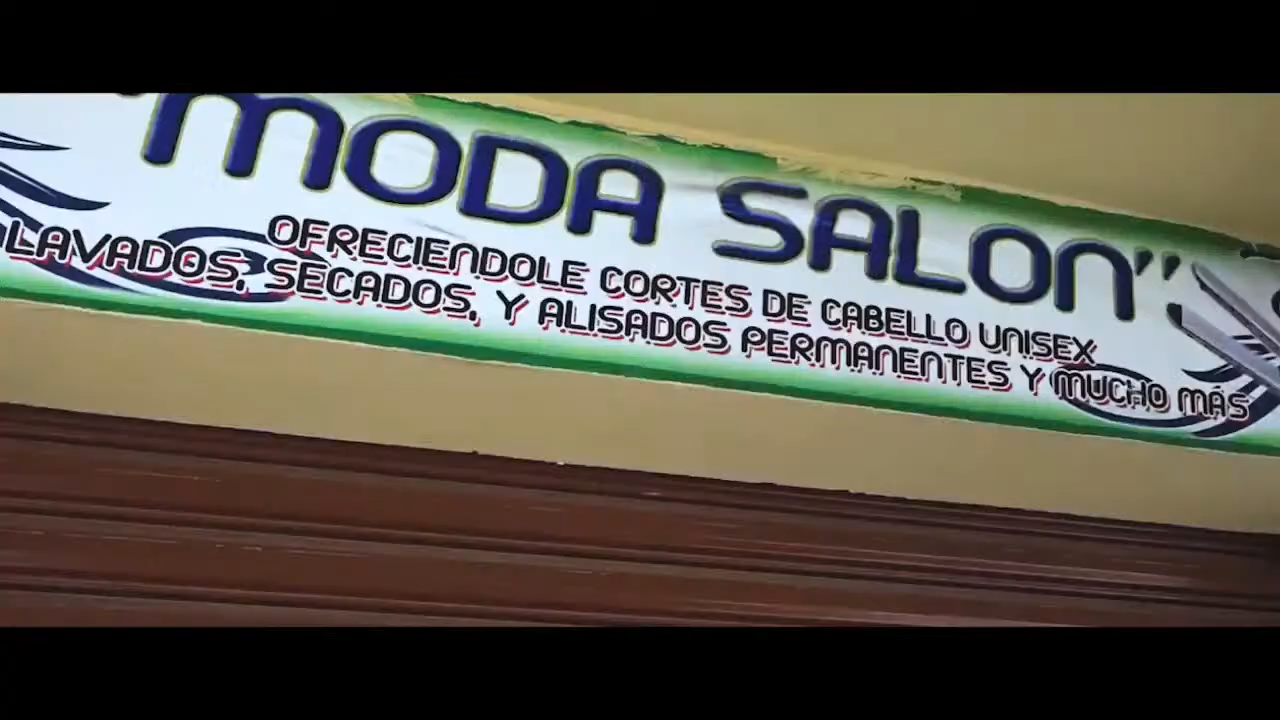 "MODA SALON"
OFRECIENDOLE CORTES DE CABELLO UNISEX
LAVADOS, SECADOS, Y ALISADOS PERMANENTES Y MUCHO MÁS